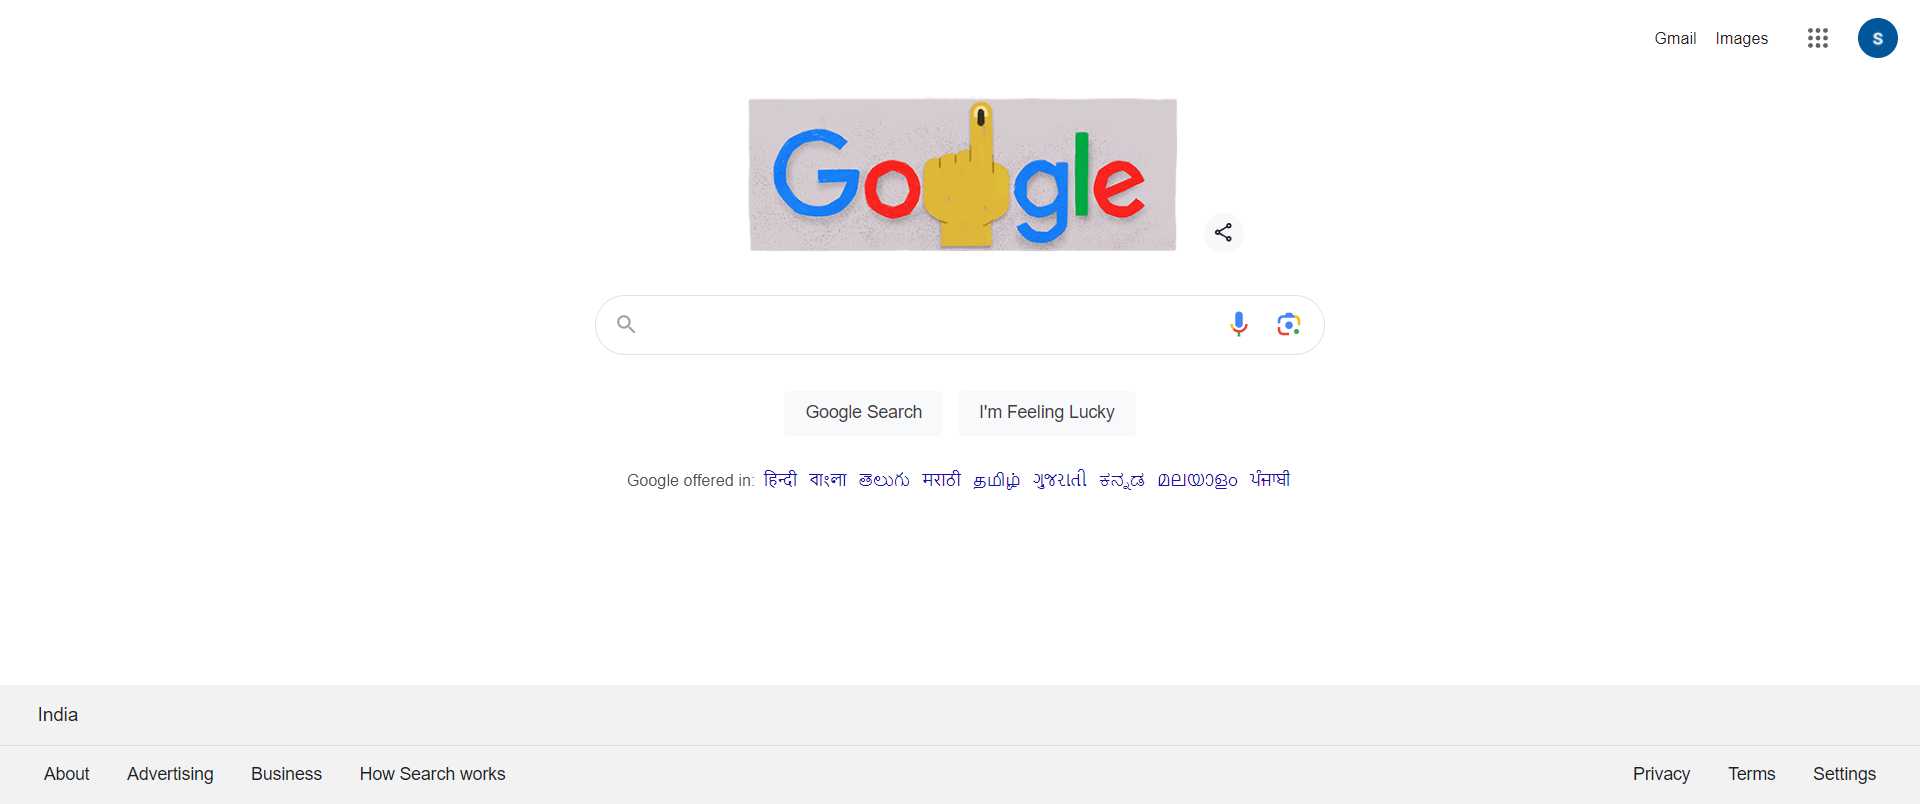 Gmail Images
S
Google
Google Search I'm Feeling Lucky
Google offered in: हिन्दी বাংলা తెలుగు मराठी தமிழ் ગુજરાતી ಕನ್ನಡ മലയാളം ਪੰਜਾਬੀ
India
About Advertising Business How Search works Privacy Terms Settings